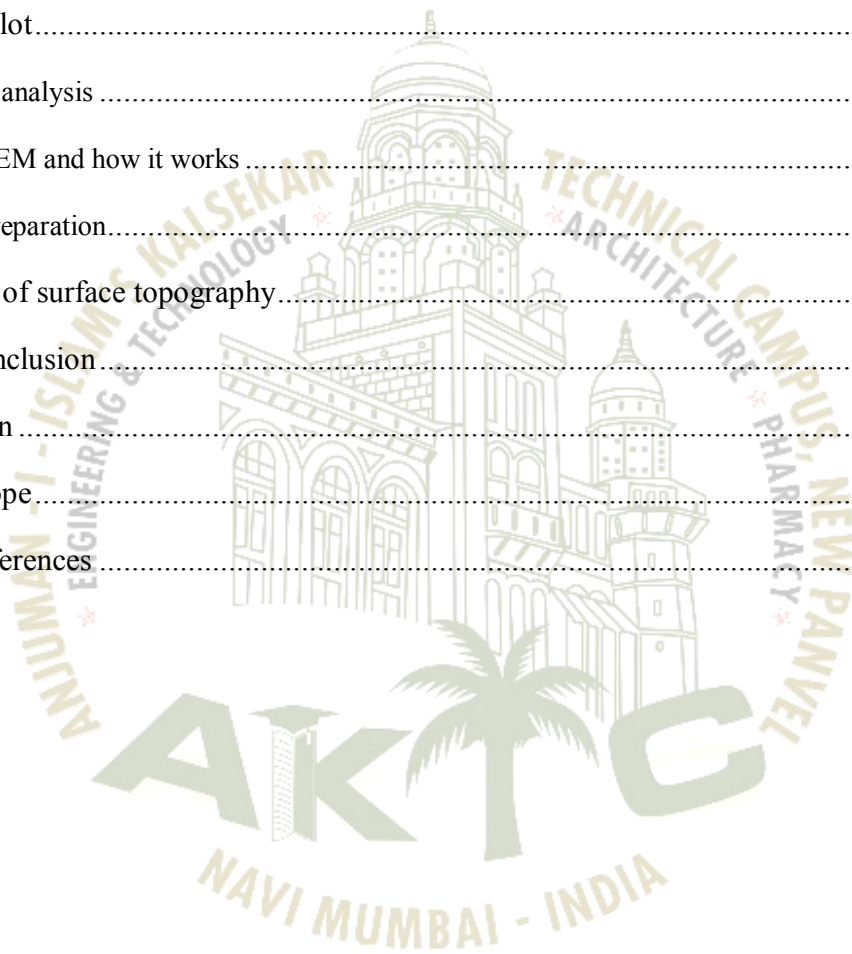 lot
analysis
EM and how it works
reparation
of surface topography
nclusion
n
ope
ferences
ANJUMAN - I - ISLAM'S KALSEKAR TECHNICAL CAMPUS, NEW PANVEL
ENGINEERING & TECHNOLOGY * ARCHITECTURE * PHARMACY *
AKTC
NAVI MUMBAI - INDIA